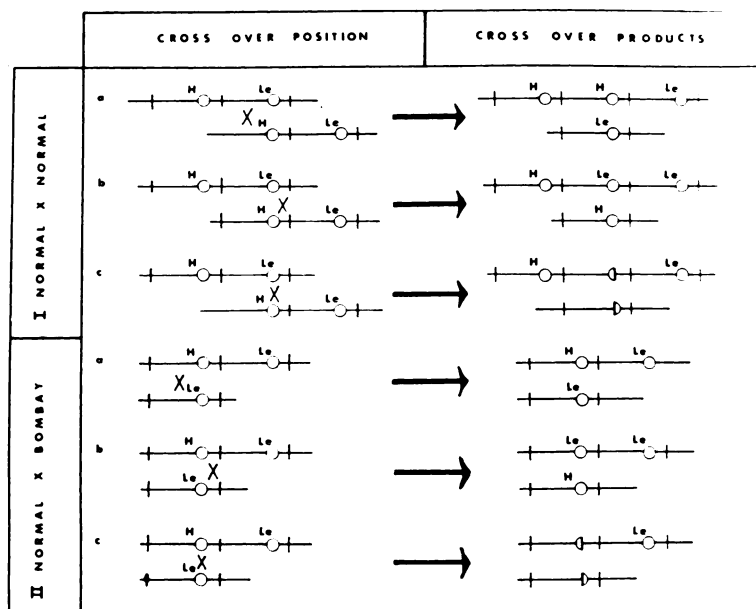 CROSS OVER POSITION CROSS OVER PRODUCTS
I NORMAL X NORMAL
a H Le H H Le
X H Le Le
b H Le H Le Le
X H Le H
c H Le H Le
X H Le
II NORMAL X BOMBAY
a H Le H Le
X Le Le
b H Le Le Le
Le X H
c H Le Le
Le X